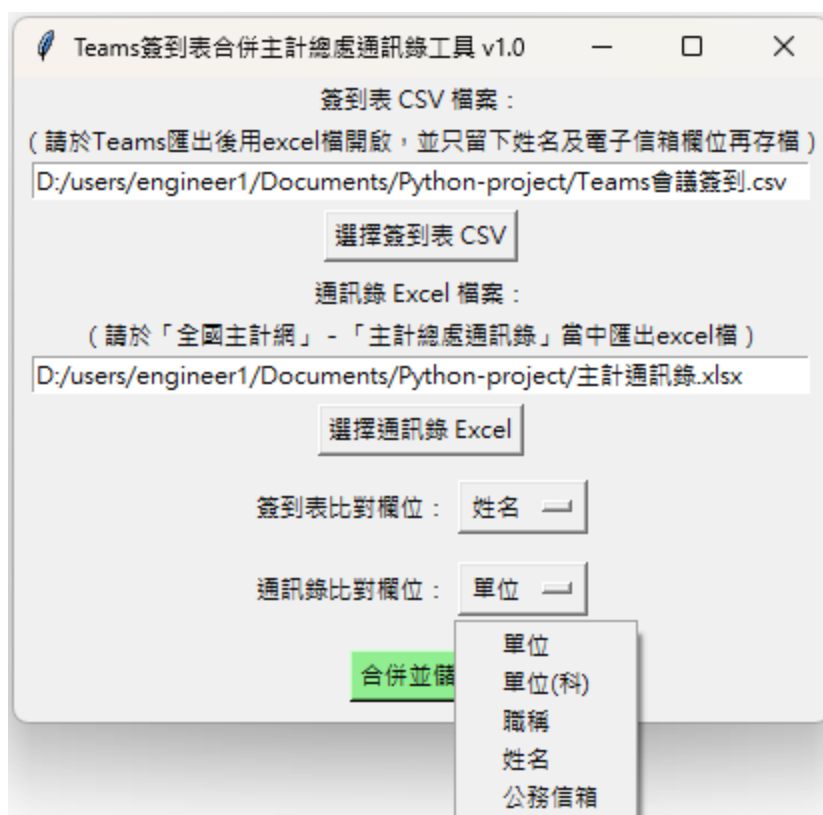 Teams簽到表合併主計總處通訊錄工具 v1.0
簽到表 CSV 檔案：
(請於Teams匯出後用excel檔開啟，並只留下姓名及電子信箱欄位再存檔)
D:/users/engineer1/Documents/Python-project/Teams會議簽到.csv
選擇簽到表 CSV
通訊錄 Excel 檔案：
(請於「全國主計網」-「主計總處通訊錄」當中匯出excel檔)
D:/users/engineer1/Documents/Python-project/主計通訊錄.xlsx
選擇通訊錄 Excel
簽到表比對欄位： 姓名
通訊錄比對欄位： 單位
合併並儲
單位
單位(科)
職稱
姓名
公務信箱